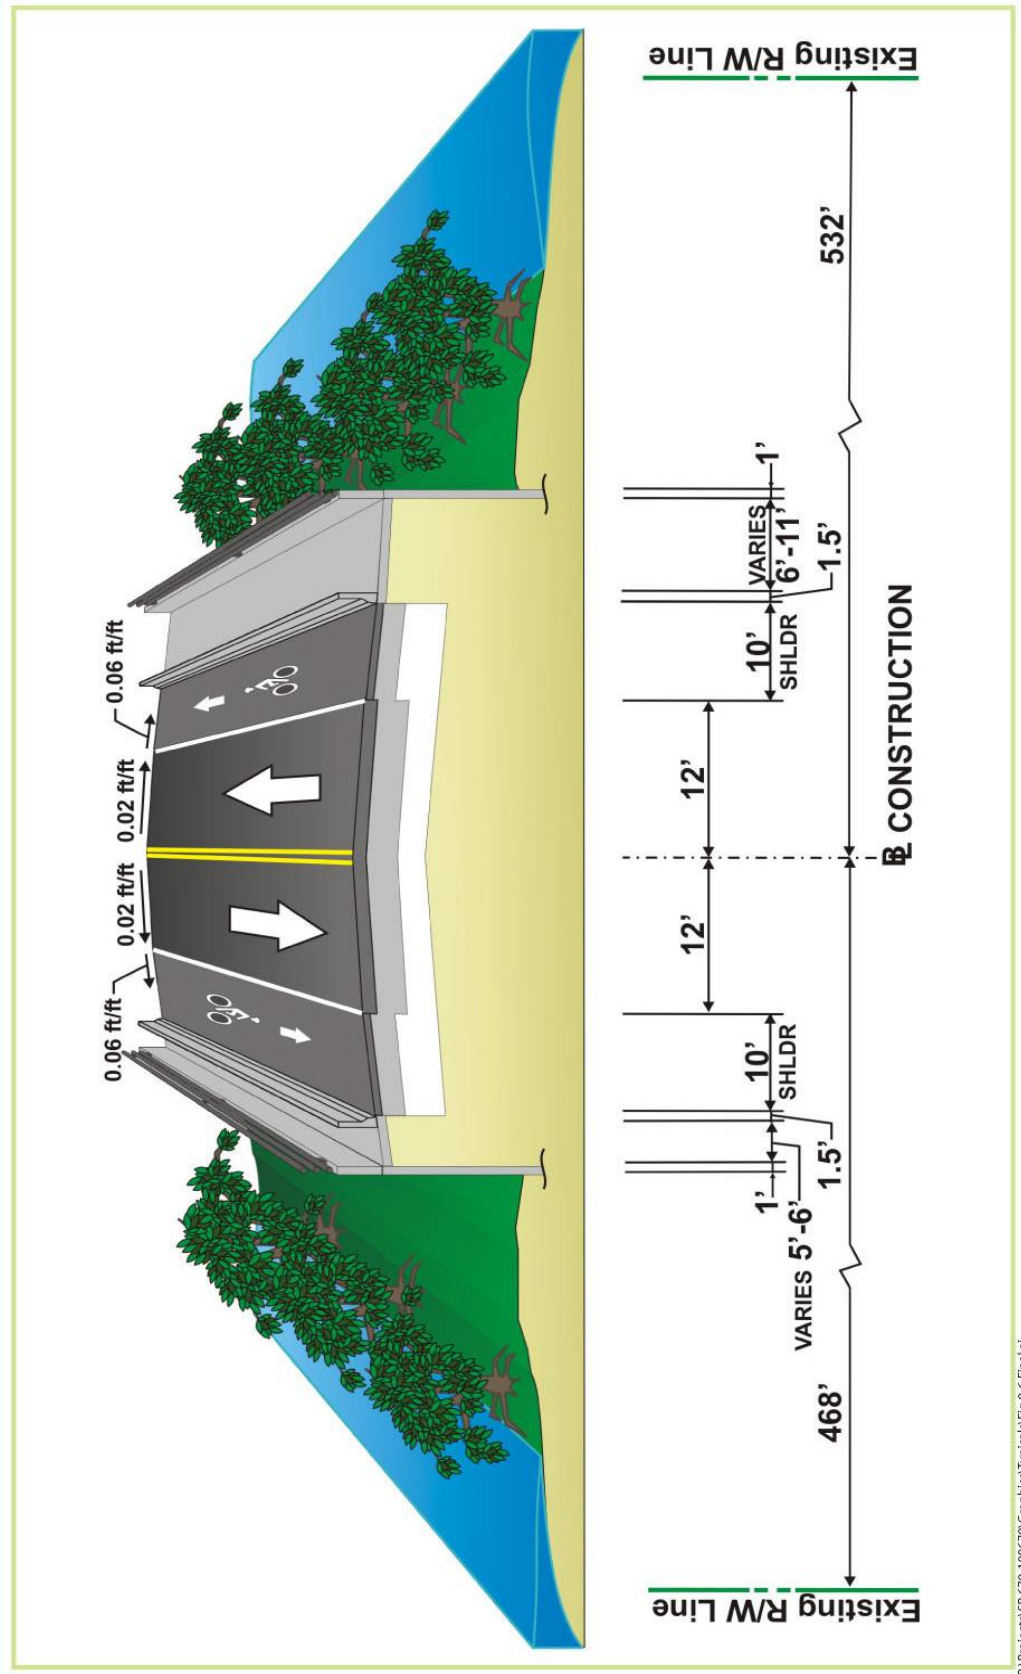 0.06 ft/ft
0.02 ft/ft
0.02 ft/ft
0.06 ft/ft
Existing R/W Line
Existing R/W Line
12’
12’
1’
VARIES 5’-6’
1.5’
10’
SHLDR
10’
SHLDR
1.5’
VARIES
6’-11’
1’
468’
532’
BL CONSTRUCTION